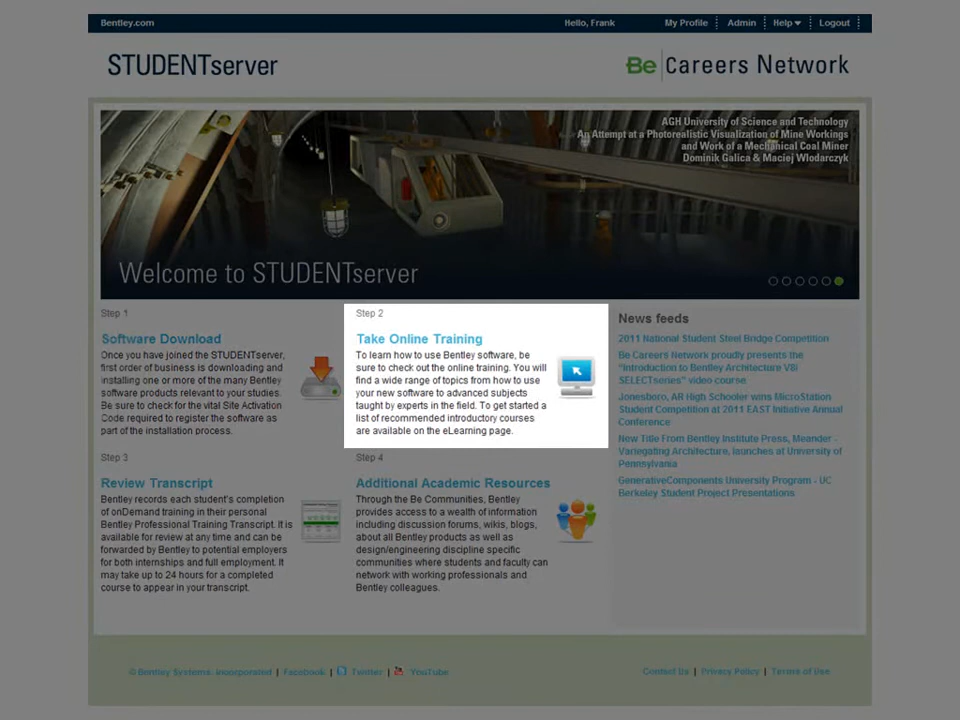 Bentley.com
Hello, Frank
My Profile
Admin
Help
Logout
STUDENTserver
Be Careers Network
AGH University of Science and Technology
An Attempt at a Photorealistic Visualization of Mine Workings
and Work of a Mechanical Coal Miner
Dominik Galica & Maciej Wlodarczyk
Welcome to STUDENTserver
Step 1
Software Download
Once you have joined the STUDENTserver,
first order of business is downloading and
installing one or more of the many Bentley
software products relevant to your studies.
Be sure to check for the vital Site Activation
Code required to register the software as
part of the installation process.
Step 2
Take Online Training
To learn how to use Bentley software, be
sure to check out the online training. You will
find a wide range of topics from how to use
your new software to advanced subjects
taught by experts in the field. To get started a
list of recommended introductory courses
are available on the eLearning page.
Step 3
Review Transcript
Bentley records each student's completion
of onDemand training in their personal
Bentley Professional Training Transcript. It is
available for review at any time and can be
forwarded by Bentley to potential employers
for both internships and full employment. It
may take up to 24 hours for a completed
course to appear in your transcript.
Step 4
Additional Academic Resources
Through the Be Communities, Bentley
provides access to a wealth of information
including discussion forums, wikis, blogs,
about all Bentley products as well as
design/engineering discipline specific
communities where students and faculty can
network with working professionals and
Bentley colleagues.
News feeds
2011 National Student Steel Bridge Competition
Be Careers Network proudly presents the
"Introduction to Bentley Architecture V8i
SELECTseries" video course
Jonesboro, AR High Schooler wins MicroStation
Student Competition at 2011 EAST Initiative Annual
Conference
New Title From Bentley Institute Press, Meander -
Variegating Architecture, launches at University of
Pennsylvania
GenerativeComponents University Program - UC
Berkeley Student Project Presentations
© Bentley Systems, Incorporated | Facebook | Twitter | YouTube
Contact Us | Privacy Policy | Terms of Use